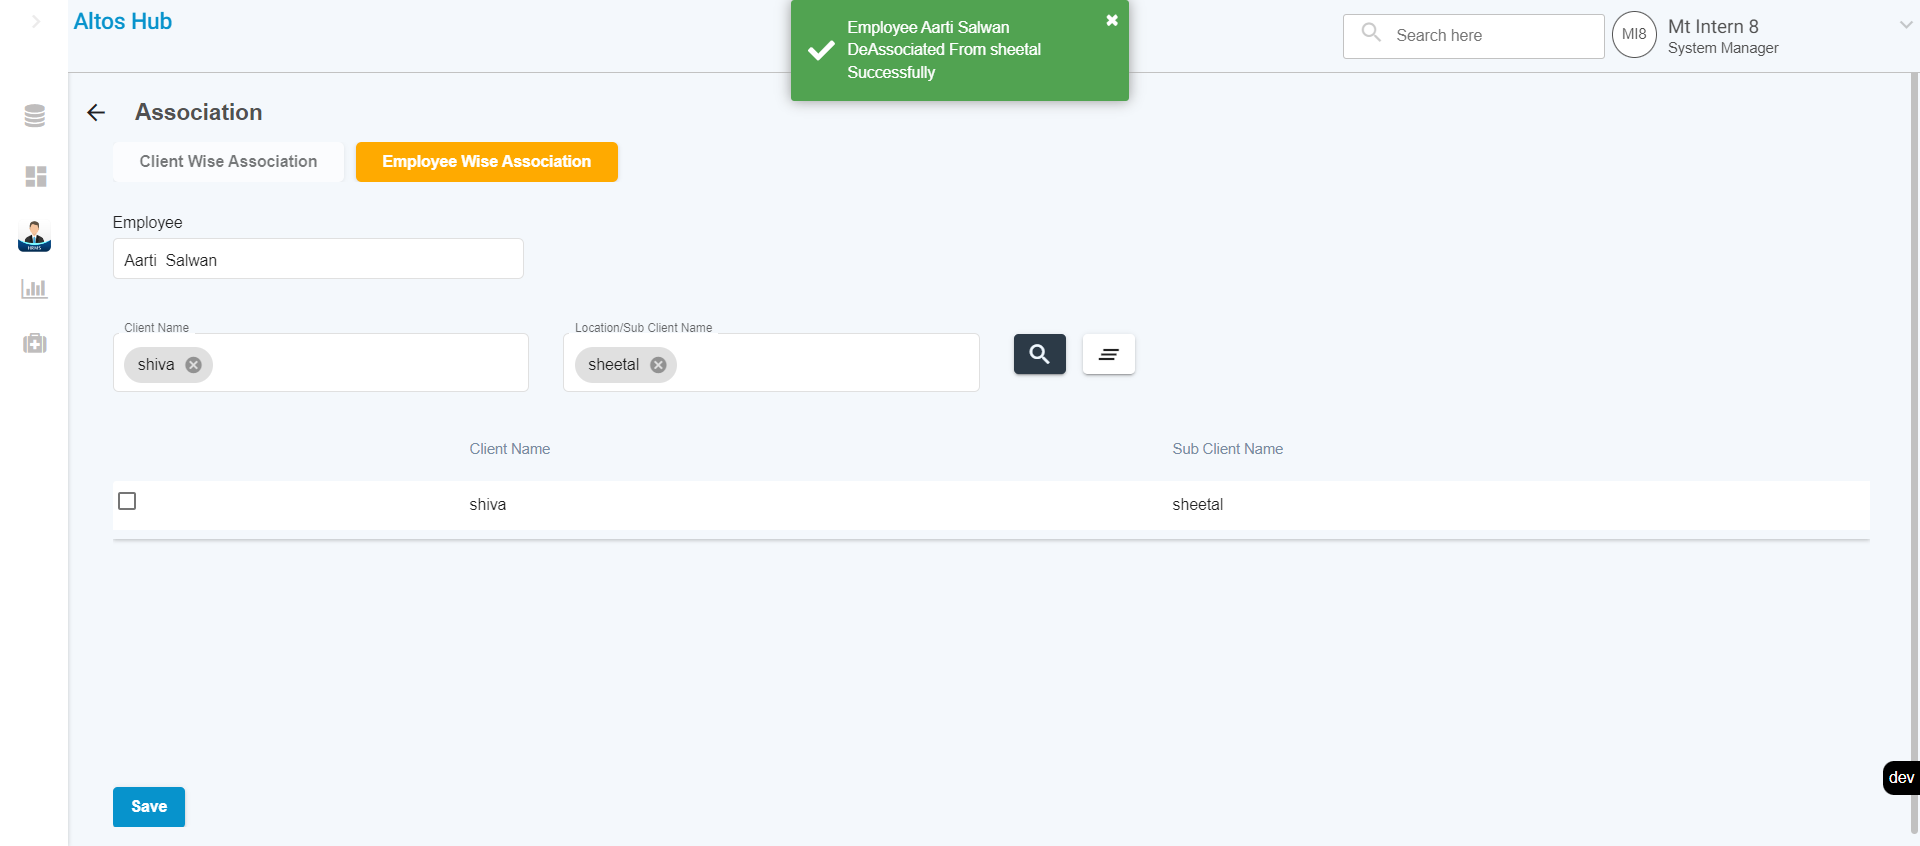 Altos Hub
Employee Aarti Salwan
DeAssociated From sheetal
Successfully
Search here
MI8
Mt Intern 8
System Manager
Association
Client Wise Association
Employee Wise Association
HRMS
Employee
Aarti  Salwan
Client Name
shiva
Location/Sub Client Name
sheetal
Client Name
Sub Client Name
shiva
sheetal
dev
Save